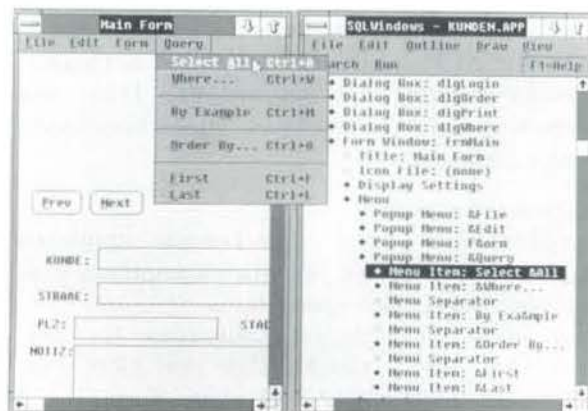 Main Form
File Edit Form Query
Select All Ctrl+A
Where... Ctrl+W
By Example Ctrl+M
Order By... Ctrl+O
First Ctrl+F
Last Ctrl+L
Prev Next
KUNDE:
STRAAE:
PLZ: STAD
NOTIZ:
SQLWindows - KUNDEN.APP
File Edit Outline Draw View
arch Run F1=Help
Dialog Box: dlgLogin
Dialog Box: dlgOrder
Dialog Box: dlgPrint
Dialog Box: dlgWhere
Form Window: frmMain
Title: Main Form
Icon File: (none)
Display Settings
Menu
Popup Menu: &File
Popup Menu: &Edit
Popup Menu: F&orm
Popup Menu: &Query
Menu Item: Select &All
Menu Item: &Where...
Menu Separator
Menu Item: By Exa&mple
Menu Separator
Menu Item: &Order By...
Menu Separator
Menu Item: &First
Menu Item: &Last